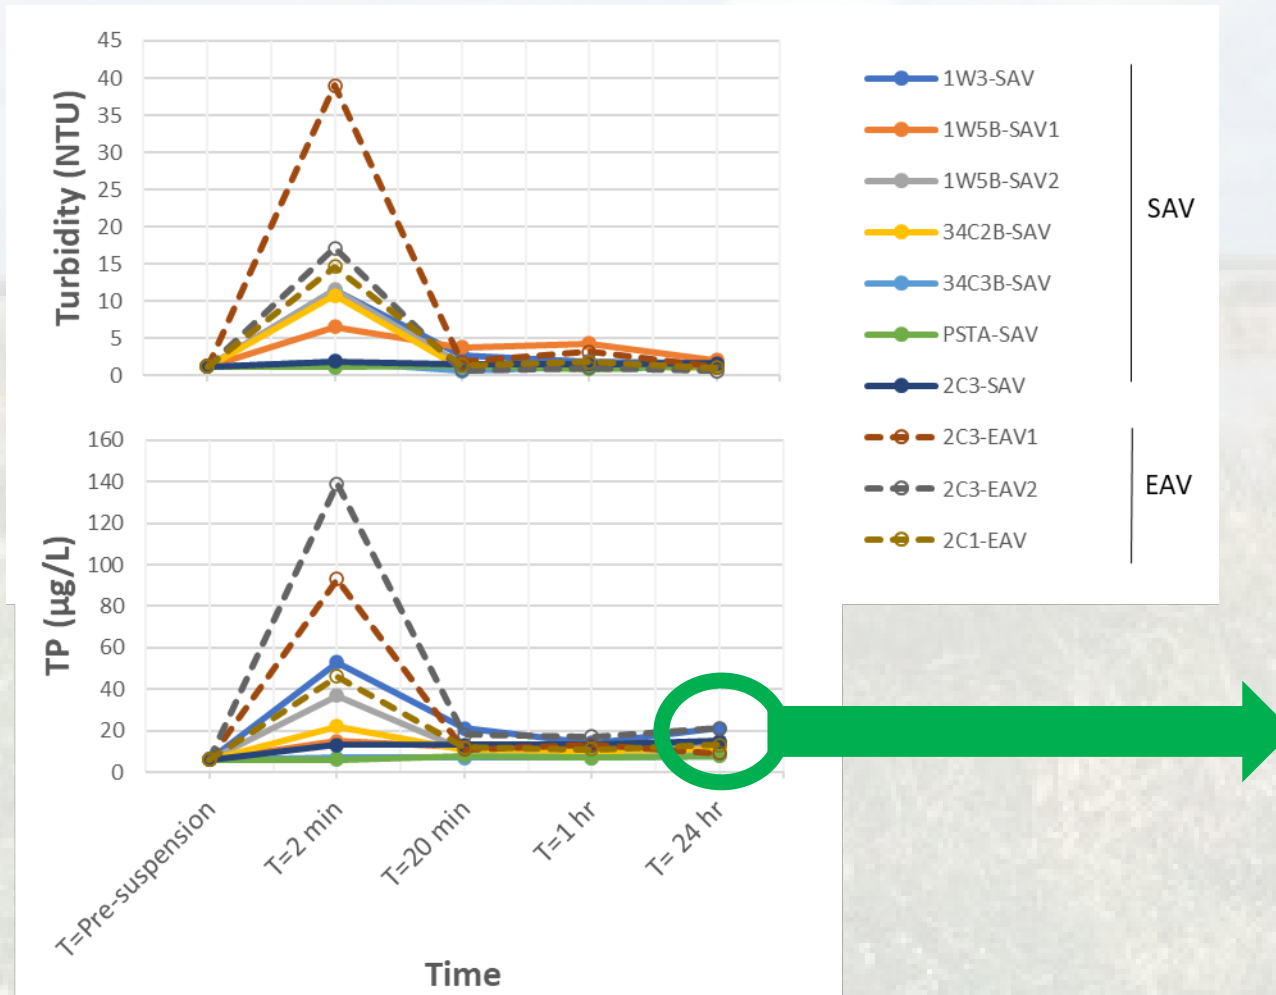 45
40
35
30
25
20
15
10
5
0
Turbidity (NTU)
1W3-SAV
1W5B-SAV1
1W5B-SAV2
34C2B-SAV
34C3B-SAV
PSTA-SAV
2C3-SAV
2C3-EAV1
2C3-EAV2
2C1-EAV
SAV
EAV
160
140
120
100
80
60
40
20
0
TP (µg/L)
T=Pre-suspension
T=2 min
T=20 min
T=1 hr
T= 24 hr
Time